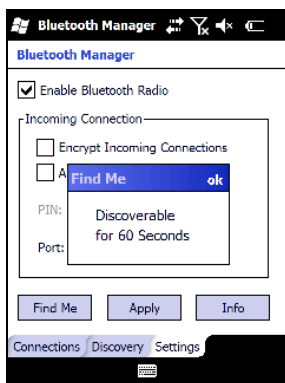 Bluetooth Manager
Bluetooth Manager
Enable Bluetooth Radio
Incoming Connection
Encrypt Incoming Connections
A
Find Me ok
Discoverable
for 60 Seconds
PIN:
Port:
Find Me Apply Info
Connections Discovery Settings